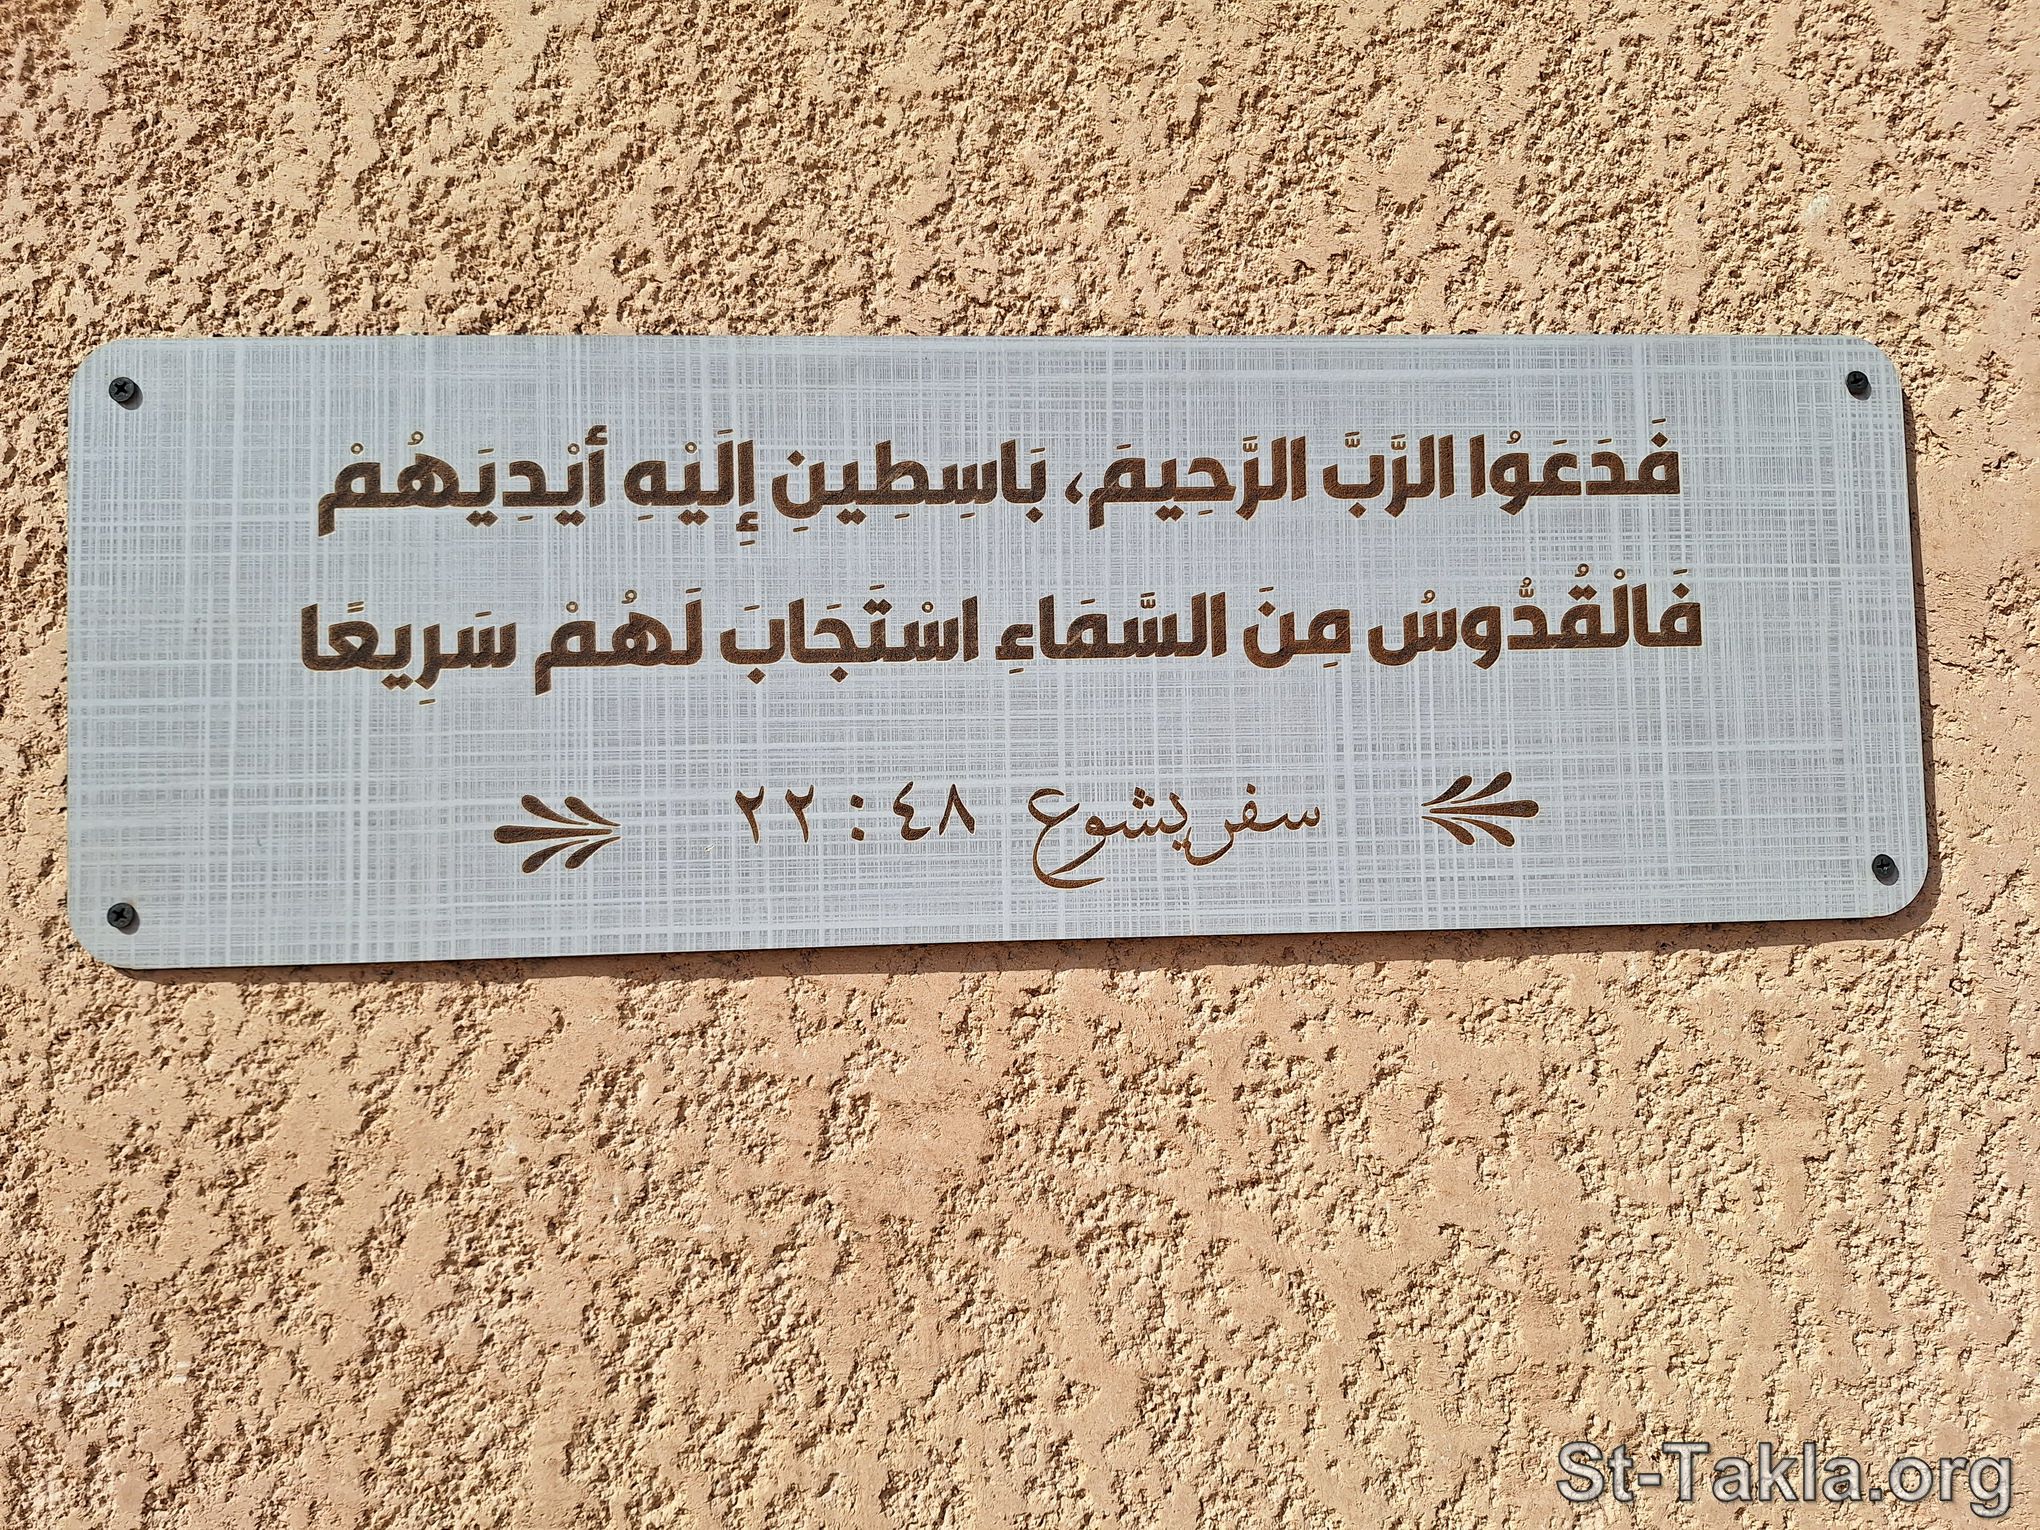 فَدَعَوُا الرَّبَّ الرَّحِيمَ، بَاسِطِينِ إِلَيْهِ أَيْدِيَهُمْ
فَالْقُدُّوسُ مِنَ السَّمَاءِ اسْتَجَابَ لَهُمْ سَرِيعًا
سفر يشوع ٤٨ : ٢٢
St-Takla.org